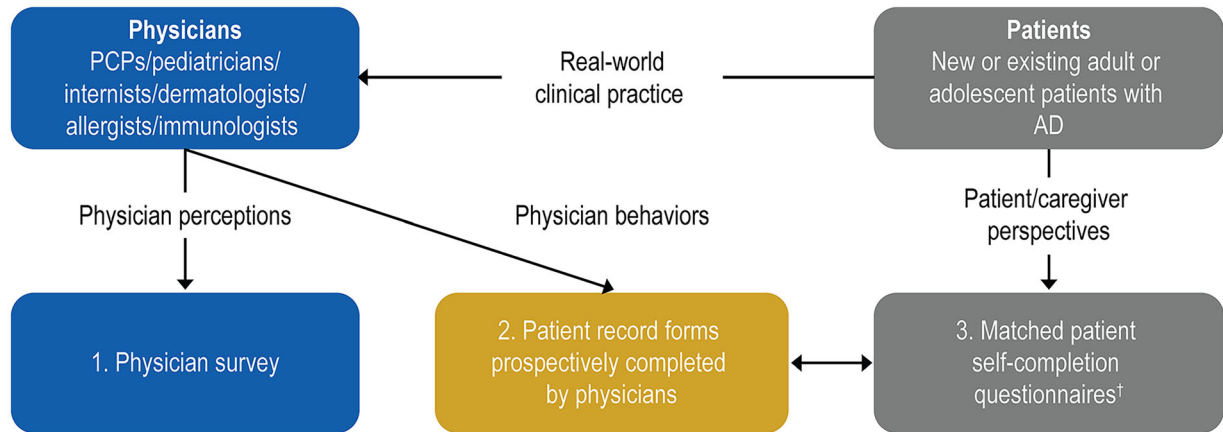 Physicians
PCPs/pediatricians/
internists/dermatologists/
allergists/immunologists
Real-world
clinical practice
Patients
New or existing adult or
adolescent patients with
AD
Physician perceptions
Physician behaviors
Patient/caregiver
perspectives
1. Physician survey
2. Patient record forms
prospectively completed
by physicians
3. Matched patient
self-completion
questionnaires†